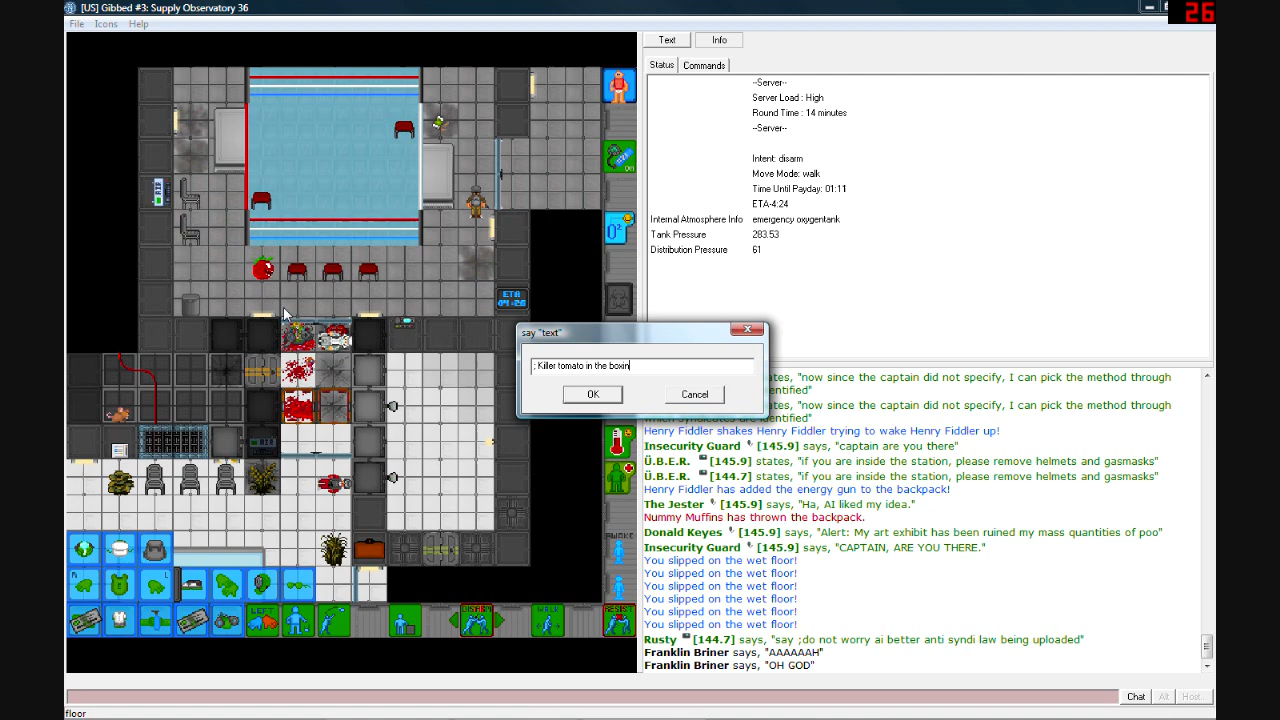 [US] Gibbed #3: Supply Observatory 36
26
File Icons Help
Text Info
Status Commands
--Server--
Server Load : High
Round Time : 14 minutes
--Server--
Intent: disarm
Move Mode: walk
Time Until Payday: 01:11
ETA-4:24
Internal Atmosphere Info emergency oxygentank
Tank Pressure 283.53
Distribution Pressure 61
ETA
04:26
say "text"
; Killer tomato in the boxin
OK Cancel
states, "now since the captain did not specify, I can pick the method through
states, "now since the captain did not specify, I can pick the method through
which syndicates are identified"
Henry Fiddler shakes Henry Fiddler trying to wake Henry Fiddler up!
Insecurity Guard [145.9] says, "captain are you there"
Ü.B.E.R. [145.9] states, "if you are inside the station, please remove helmets and gasmasks"
Ü.B.E.R. [144.7] states, "if you are inside the station, please remove helmets and gasmasks"
Henry Fiddler has added the energy gun to the backpack!
The Jester [145.9] says, "Ha, AI liked my idea."
Nummy Muffins has thrown the backpack.
Donald Keyes [145.9] says, "Alert: My art exhibit has been ruined my mass quantities of poo"
Insecurity Guard [145.9] says, "CAPTAIN, ARE YOU THERE."
You slipped on the wet floor!
You slipped on the wet floor!
You slipped on the wet floor!
You slipped on the wet floor!
You slipped on the wet floor!
You slipped on the wet floor!
Rusty [144.7] says, "say ;do not worry ai better anti syndi law being uploaded"
Franklin Briner says, "AAAAAAH"
Franklin Briner says, "OH GOD"
LEFT
DISARM
WALK
RESIST
Chat Alt Host...
floor